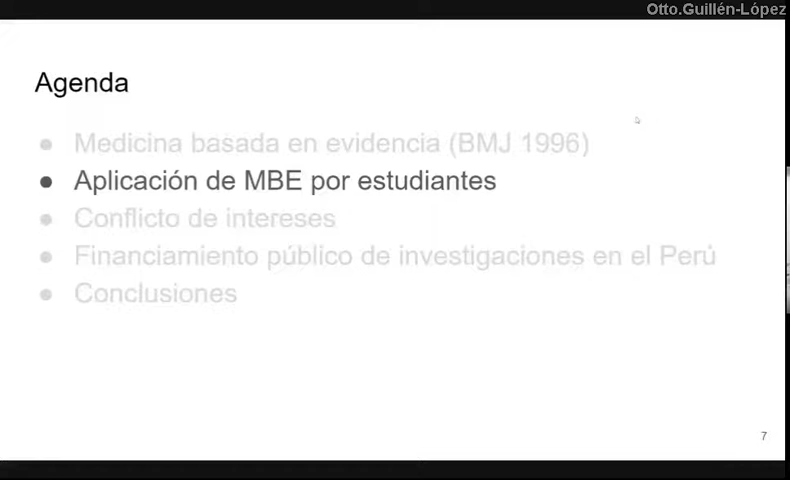 Otto.Guillén-López
Agenda
● Medicina basada en evidencia (BMJ 1996)
● Aplicación de MBE por estudiantes
● Conflicto de intereses
● Financiamiento público de investigaciones en el Perú
● Conclusiones
7